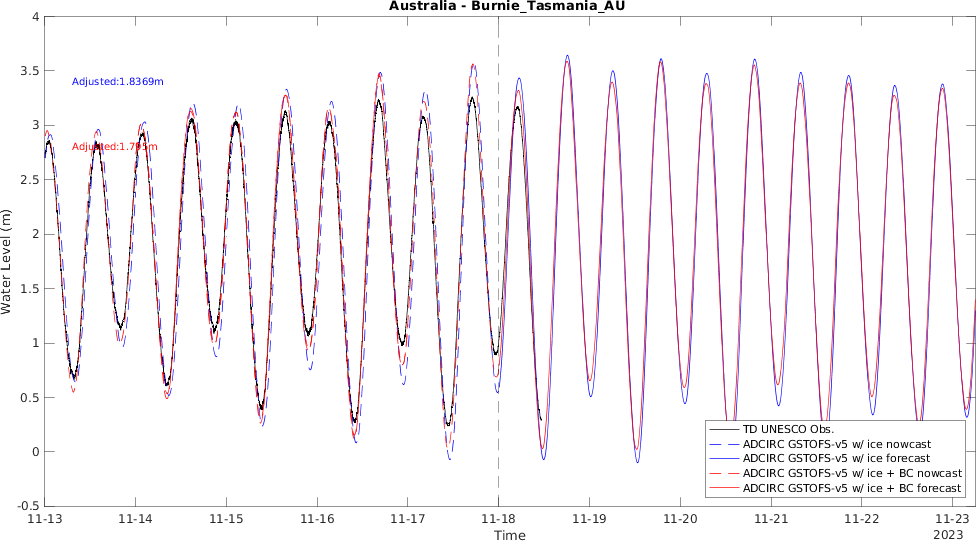 Australia - Burnie_Tasmania_AU
4
3.5
3
2.5
2
1.5
1
0.5
0
-0.5
Water Level (m)
Adjusted:1.8369m
Adjusted:1.795m
TD UNESCO Obs.
ADCIRC GSTOFS-v5 w/ ice nowcast
ADCIRC GSTOFS-v5 w/ ice forecast
ADCIRC GSTOFS-v5 w/ ice + BC nowcast
ADCIRC GSTOFS-v5 w/ ice + BC forecast
11-13 11-14 11-15 11-16 11-17 11-18 11-19 11-20 11-21 11-22 11-23
Time
2023